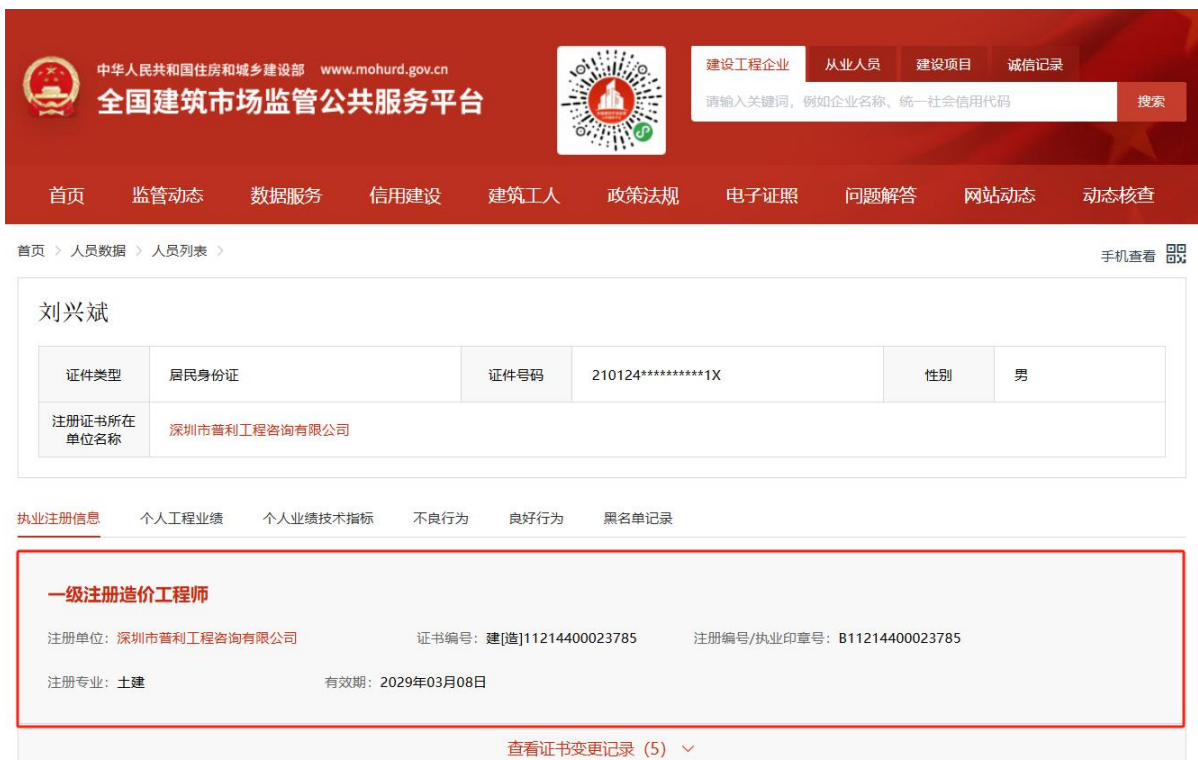 中华人民共和国住房和城乡建设部 www.mohurd.gov.cn
全国建筑市场监管公共服务平台
建设工程企业 从业人员 建设项目 诚信记录
请输入关键词，例如企业名称、统一社会信用代码 搜索
首页 监管动态 数据服务 信用建设 建筑工人 政策法规 电子证照 问题解答 网站动态 动态核查
首页 > 人员数据 > 人员列表 >
手机查看
刘兴斌
证件类型 居民身份证 证件号码 210124**********1X 性别 男
注册证书所在
单位名称
深圳市普利工程咨询有限公司
执业注册信息 个人工程业绩 个人业绩技术指标 不良行为 良好行为 黑名单记录
一级注册造价工程师
注册单位：深圳市普利工程咨询有限公司 证书编号：建[造]11214400023785 注册编号/执业印章号：B11214400023785
注册专业：土建 有效期：2029年03月08日
查看证书变更记录（5）